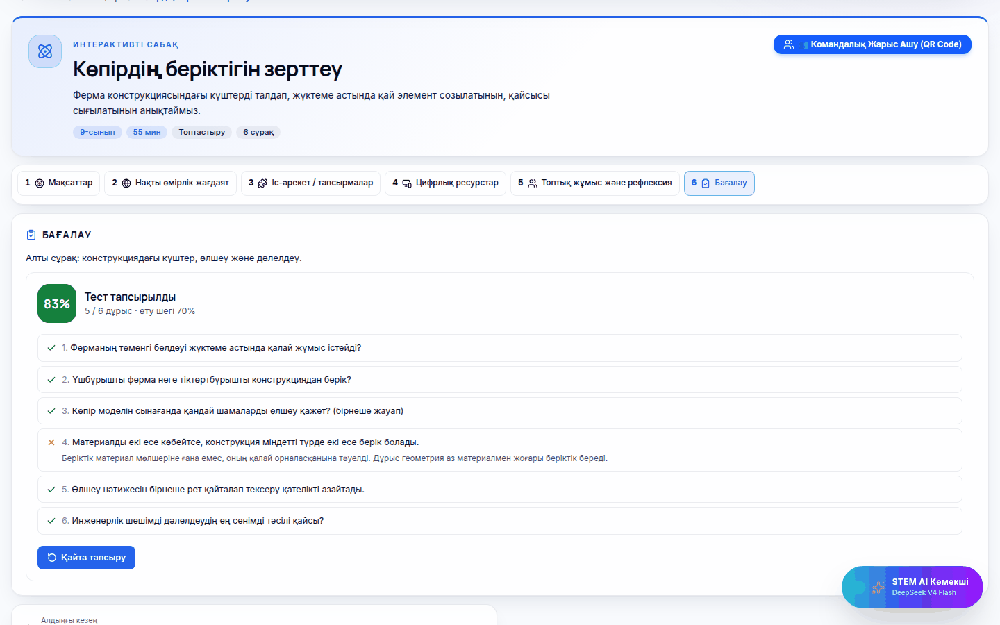 ИНТЕРАКТИВТІ САБАҚ
Командалық Жарыс Ашу (QR Code)
Көпірдің беріктігін зерттеу
Ферма конструкциясындағы күштерді талдап, жүктеме астында қай элемент созылатынын, қайсысы
сығылатынын анықтаймыз.
9-сынып 55 мин Топтастыру 6 сұрақ
1 Мақсаттар 2 Нақты өмірлік жағдаят 3 Іс-әрекет / тапсырмалар 4 Цифрлық ресурстар 5 Топтық жұмыс және рефлексия 6 Бағалау
БАҒАЛАУ
Алты сұрақ: конструкциядағы күштер, өлшеу және дәлелдеу.
83%
Тест тапсырылды
5 / 6 дұрыс · өту шегі 70%
1. Ферманың төменгі белдеуі жүктеме астында қалай жұмыс істейді?
2. Үшбұрышты ферма неге тіктөртбұрышты конструкциядан берік?
3. Көпір моделін сынағанда қандай шамаларды өлшеу қажет? (бірнеше жауап)
4. Материалды екі есе көбейтсе, конструкция міндетті түрде екі есе берік болады.
Беріктік материал мөлшеріне ғана емес, оның қалай орналасқанына тәуелді. Дұрыс геометрия аз материалмен жоғары беріктік береді.
5. Өлшеу нәтижесін бірнеше рет қайталап тексеру қателікті азайтады.
6. Инженерлік шешімді дәлелдеудің ең сенімді тәсілі қайсы?
Қайта тапсыру
STEM AI Көмекші
DeepSeek V4 Flash
Алдыңғы кезең